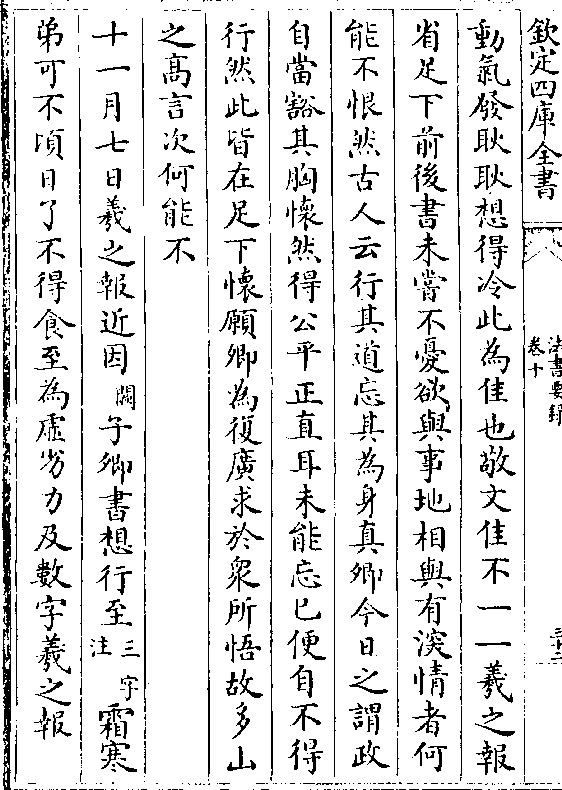 欽定四庫全書
法書要錄
卷十
動氣發耿耿想得冷此為佳也敬文佳不一一羲之報
省足下前後書未嘗不憂欲與事地相與有深情者何
能不恨然古人云行其道忘其為身真卿今日之謂政
自當豁其胸懷然得公平正直耳未能忘已便自不得
行然此皆在足下懷願卿為復廣求於衆所悟故多山
之髙言次何能不
十一月七日羲之報近因闕子卿書想行至三字注霜寒
弟可不頃日了不得食至為虛劣力及數字羲之報